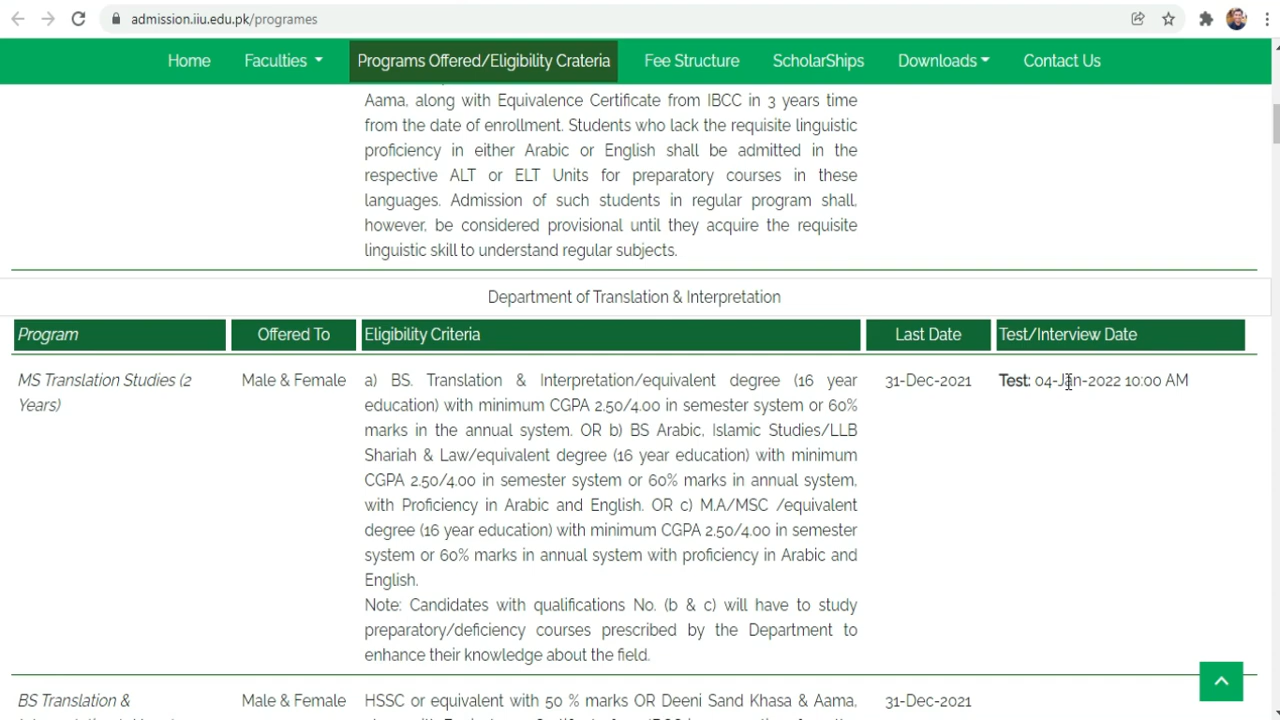 admission.iiu.edu.pk/programes
Home Faculties Programs Offered/Eligibility Crateria Fee Structure ScholarShips Downloads Contact Us
Aama, along with Equivalence Certificate from IBCC in 3 years time
from the date of enrollment. Students who lack the requisite linguistic
proficiency in either Arabic or English shall be admitted in the
respective ALT or ELT Units for preparatory courses in these
languages. Admission of such students in regular program shall,
however, be considered provisional until they acquire the requisite
linguistic skill to understand regular subjects.
Department of Translation & Interpretation
Program Offered To Eligibility Criteria Last Date Test/Interview Date
MS Translation Studies (2 Male & Female a) BS. Translation & Interpretation/equivalent degree (16 year 31-Dec-2021 Test: 04-Jan-2022 10:00 AM
Years) education) with minimum CGPA 2.50/4.00 in semester system or 60%
marks in the annual system. OR b) BS Arabic, Islamic Studies/LLB
Shariah & Law/equivalent degree (16 year education) with minimum
CGPA 2.50/4.00 in semester system or 60% marks in annual system,
with Proficiency in Arabic and English. OR c) M.A/MSC /equivalent
degree (16 year education) with minimum CGPA 2.50/4.00 in semester
system or 60% marks in annual system with proficiency in Arabic and
English.
Note: Candidates with qualifications No. (b & c) will have to study
preparatory/deficiency courses prescribed by the Department to
enhance their knowledge about the field.
BS Translation & Male & Female HSSC or equivalent with 50 % marks OR Deeni Sand Khasa & Aama, 31-Dec-2021